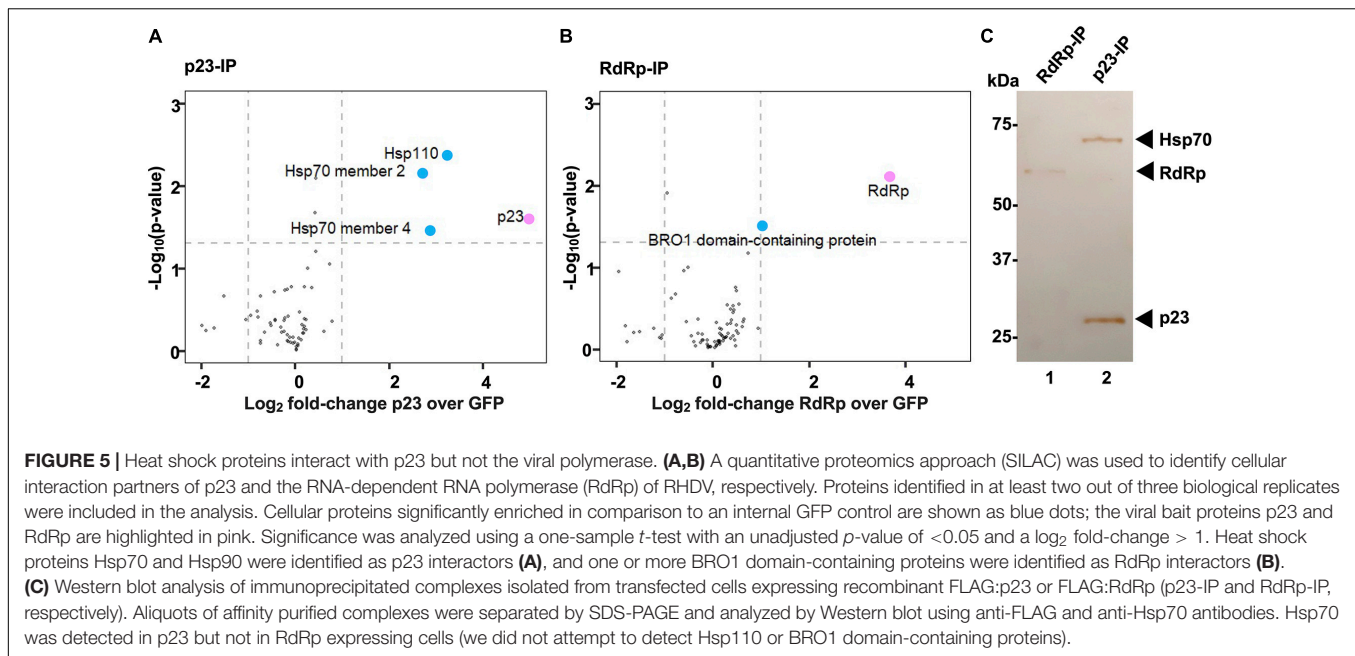 A
p23-IP
3
2
1
0
-Log10(p-value)
Hsp110
Hsp70 member 2
Hsp70 member 4
p23
-2 0 2 4
Log2 fold-change p23 over GFP
B
RdRp-IP
3
2
1
0
-Log10(p-value)
RdRp
BRO1 domain-containing protein
-2 0 2 4
Log2 fold-change RdRp over GFP
C
RdRp-IP
p23-IP
kDa
75-
50-
37-
25-
Hsp70
RdRp
p23
1 2
FIGURE 5 | Heat shock proteins interact with p23 but not the viral polymerase. (A,B) A quantitative proteomics approach (SILAC) was used to identify cellular
interaction partners of p23 and the RNA-dependent RNA polymerase (RdRp) of RHDV, respectively. Proteins identified in at least two out of three biological replicates
were included in the analysis. Cellular proteins significantly enriched in comparison to an internal GFP control are shown as blue dots; the viral bait proteins p23 and
RdRp are highlighted in pink. Significance was analyzed using a one-sample t-test with an unadjusted p-value of <0.05 and a log2 fold-change > 1. Heat shock
proteins Hsp70 and Hsp90 were identified as p23 interactors (A), and one or more BRO1 domain-containing proteins were identified as RdRp interactors (B).
(C) Western blot analysis of immunoprecipitated complexes isolated from transfected cells expressing recombinant FLAG:p23 or FLAG:RdRp (p23-IP and RdRp-IP,
respectively). Aliquots of affinity purified complexes were separated by SDS-PAGE and analyzed by Western blot using anti-FLAG and anti-Hsp70 antibodies. Hsp70
was detected in p23 but not in RdRp expressing cells (we did not attempt to detect Hsp110 or BRO1 domain-containing proteins).